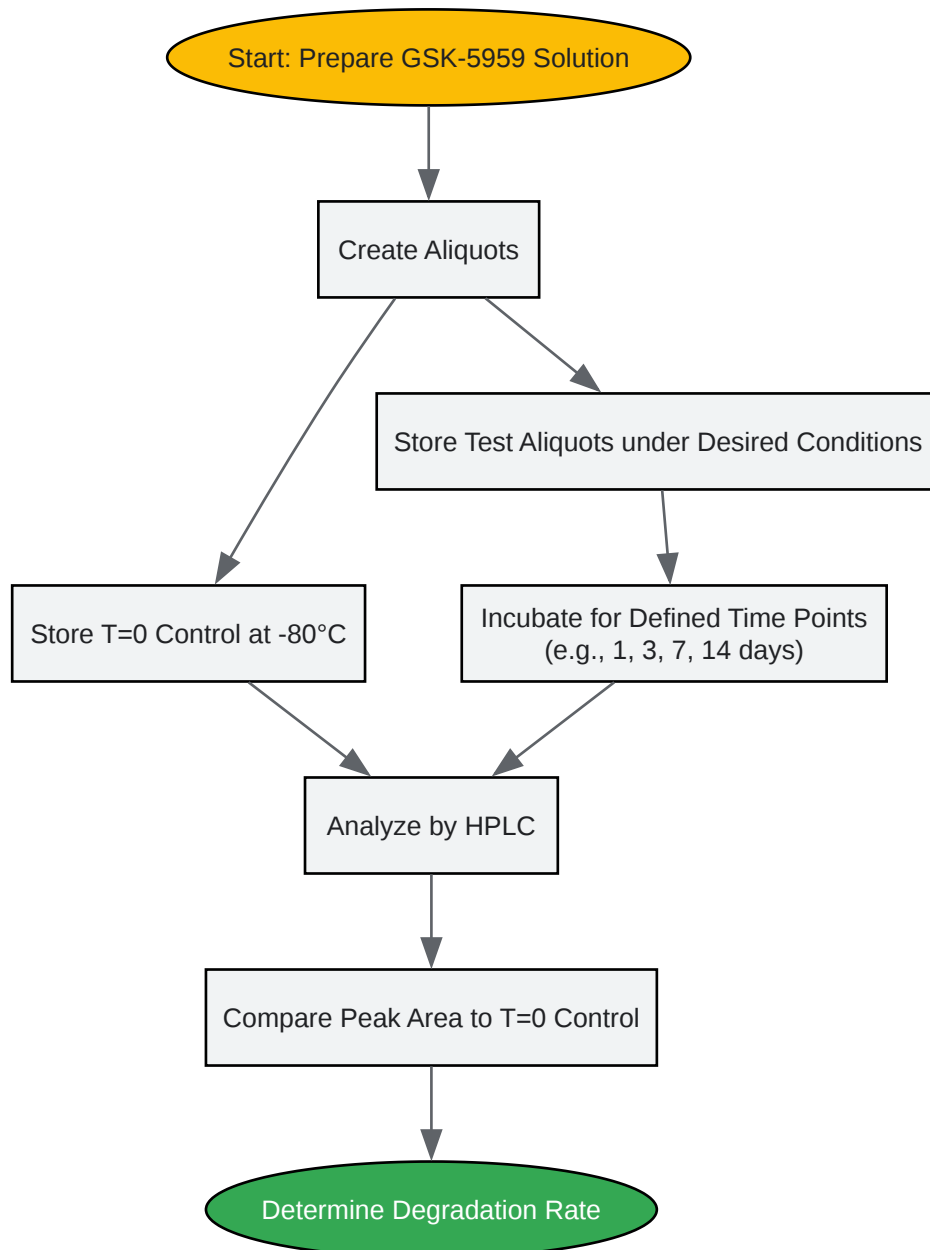 Start: Prepare GSK-5959 Solution
Create Aliquots
Store Test Aliquots under Desired Conditions
Store T=0 Control at -80°C
Incubate for Defined Time Points
(e.g., 1, 3, 7, 14 days)
Analyze by HPLC
Compare Peak Area to T=0 Control
Determine Degradation Rate